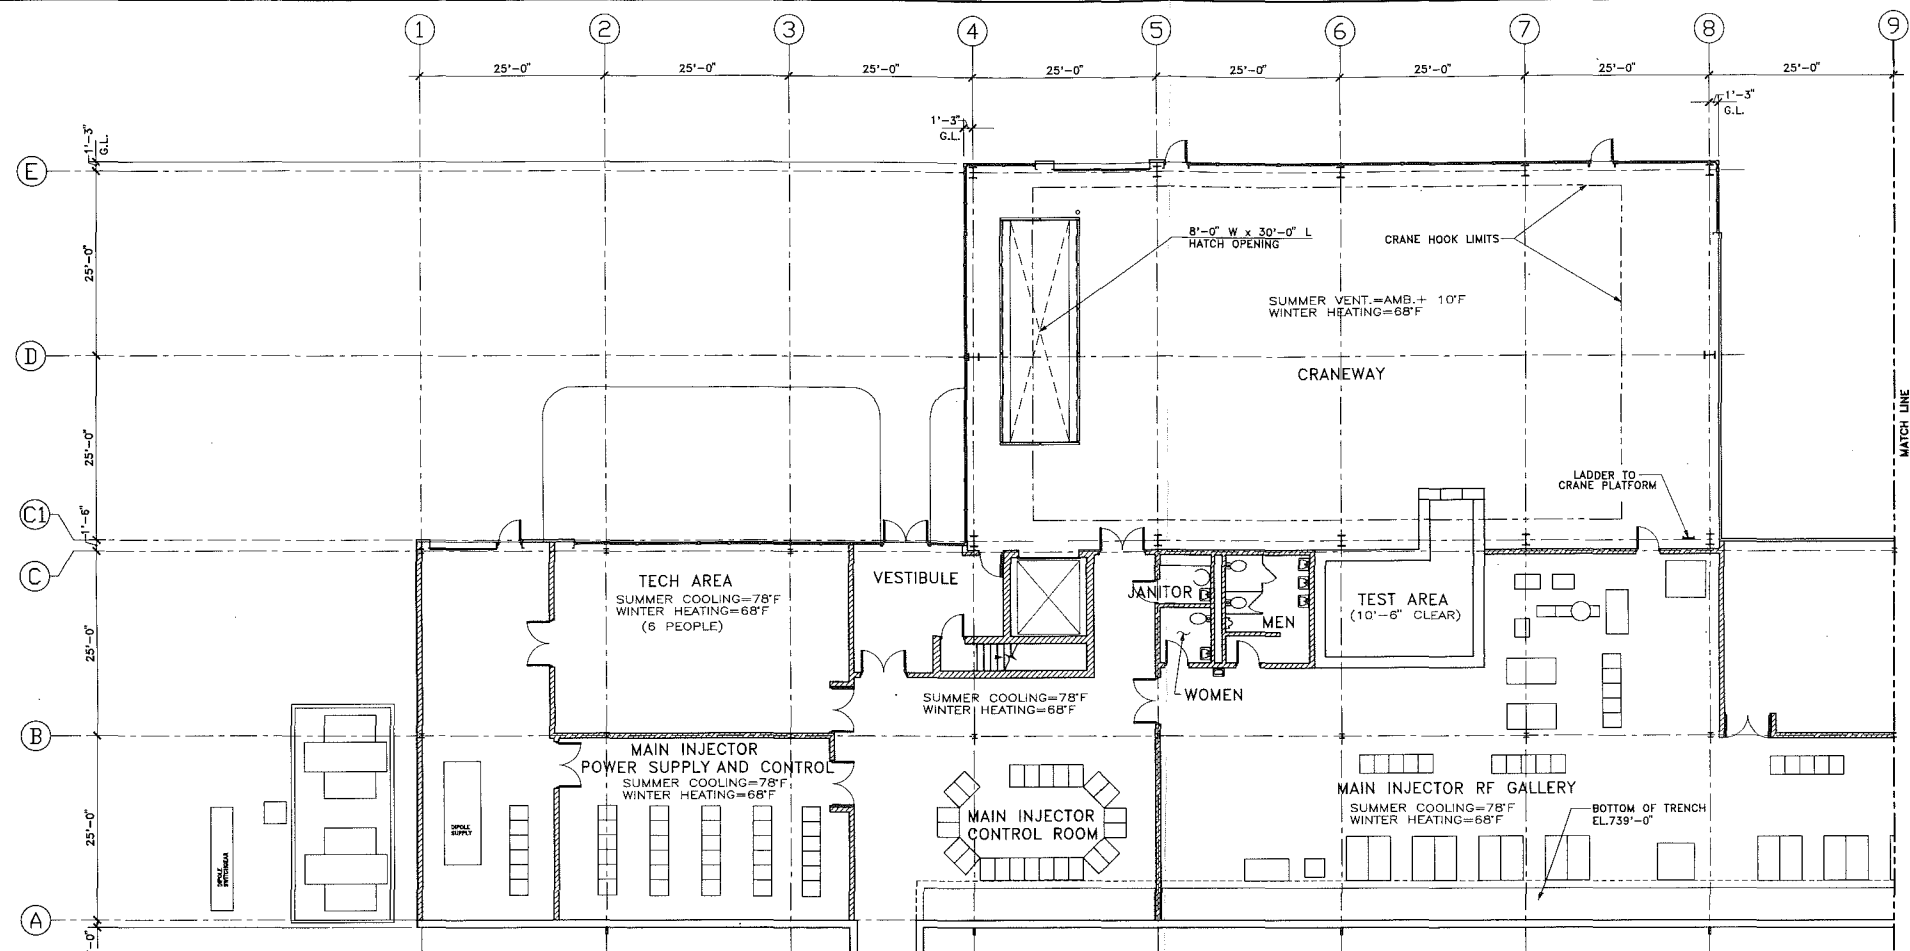 1
2
3
4
5
6
7
8
9
25'-0"
25'-0"
25'-0"
25'-0"
25'-0"
25'-0"
25'-0"
25'-0"
1'-3"
G.L.
1'-3"
G.L.
1'-3"
G.L.
E
D
C1
C
B
A
25'-0"
25'-0"
1'-6"
25'-0"
25'-0"
8'-0" W x 30'-0" L
HATCH OPENING
CRANE HOOK LIMITS
SUMMER VENT.=AMB.+ 10°F
WINTER HEATING=68°F
CRANEWAY
MATCH LINE
LADDER TO
CRANE PLATFORM
TECH AREA
SUMMER COOLING=78°F
WINTER HEATING=68°F
(6 PEOPLE)
VESTIBULE
JANITOR
MEN
WOMEN
TEST AREA
(10'-6" CLEAR)
SUMMER COOLING=78°F
WINTER HEATING=68°F
MAIN INJECTOR
POWER SUPPLY AND CONTROL
SUMMER COOLING=78°F
WINTER HEATING=68°F
MAIN INJECTOR
CONTROL ROOM
MAIN INJECTOR RF GALLERY
SUMMER COOLING=78°F
WINTER HEATING=68°F
BOTTOM OF TRENCH
EL.739'-0"
DIPOLE
SUPPLY
DIPOLE
SWITCHGEAR